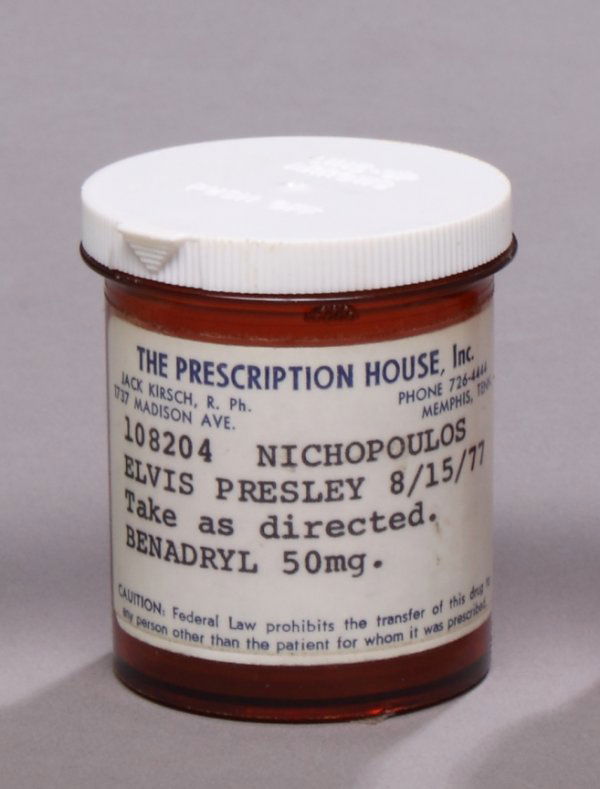 THE PRESCRIPTION HOUSE, Inc.
JACK KIRSCH, R. Ph.
1737 MADISON AVE.
PHONE 726-4444
MEMPHIS, TENN.
108204 NICHOPOULOS
ELVIS PRESLEY 8/15/77
Take as directed.
BENADRYL 50mg.
CAUTION: Federal Law prohibits the transfer of this drug to
any person other than the patient for whom it was prescribed.